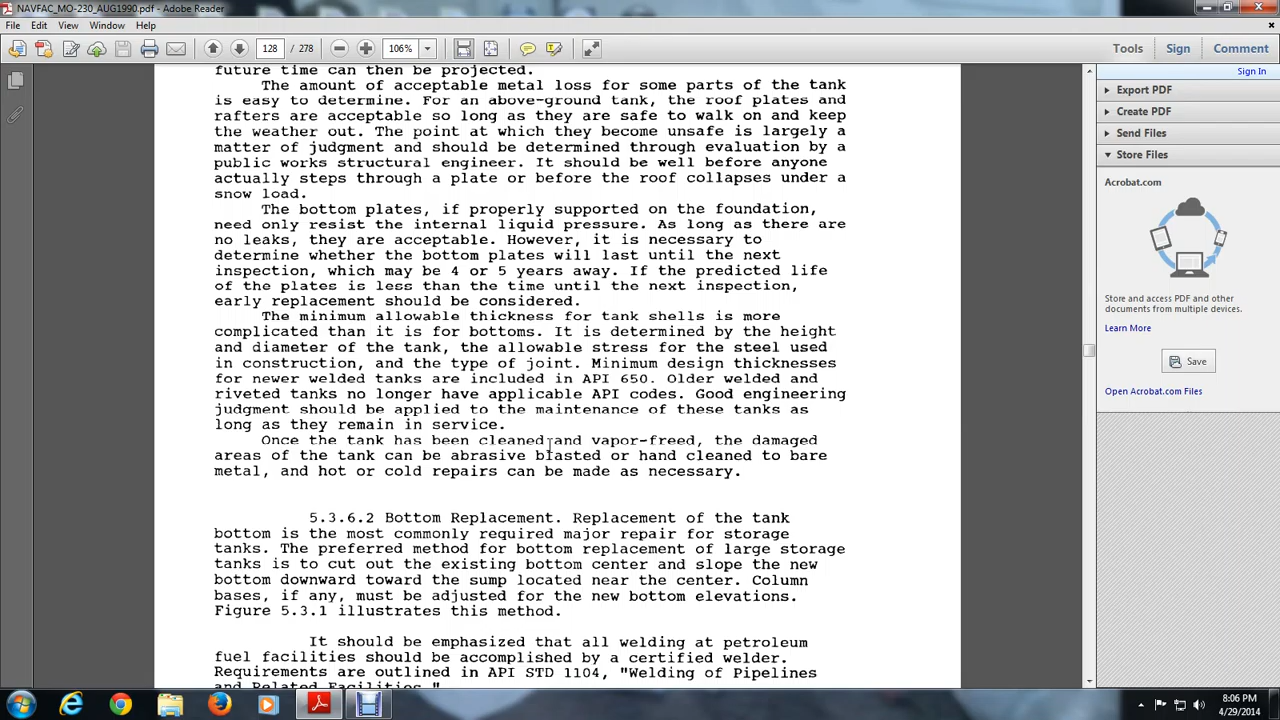 NAVFAC_MO-230_AUG1990.pdf - Adobe Reader
File Edit View Window Help
128 / 278 106% Tools Sign Comment
Sign In
Export PDF
Create PDF
Send Files
Store Files
Acrobat.com
Store and access PDF and other
documents from multiple devices.
Learn More
Save
Open Acrobat.com Files
future time can then be projected.
The amount of acceptable metal loss for some parts of the tank
is easy to determine. For an above-ground tank, the roof plates and
rafters are acceptable so long as they are safe to walk on and keep
the weather out. The point at which they become unsafe is largely a
matter of judgment and should be determined through evaluation by a
public works structural engineer. It should be well before anyone
actually steps through a plate or before the roof collapses under a
snow load.
The bottom plates, if properly supported on the foundation,
need only resist the internal liquid pressure. As long as there are
no leaks, they are acceptable. However, it is necessary to
determine whether the bottom plates will last until the next
inspection, which may be 4 or 5 years away. If the predicted life
of the plates is less than the time until the next inspection,
early replacement should be considered.
The minimum allowable thickness for tank shells is more
complicated than it is for bottoms. It is determined by the height
and diameter of the tank, the allowable stress for the steel used
in construction, and the type of joint. Minimum design thicknesses
for newer welded tanks are included in API 650. Older welded and
riveted tanks no longer have applicable API codes. Good engineering
judgment should be applied to the maintenance of these tanks as
long as they remain in service.
Once the tank has been cleaned and vapor-freed, the damaged
areas of the tank can be abrasive blasted or hand cleaned to bare
metal, and hot or cold repairs can be made as necessary.
5.3.6.2 Bottom Replacement. Replacement of the tank
bottom is the most commonly required major repair for storage
tanks. The preferred method for bottom replacement of large storage
tanks is to cut out the existing bottom center and slope the new
bottom downward toward the sump located near the center. Column
bases, if any, must be adjusted for the new bottom elevations.
Figure 5.3.1 illustrates this method.
It should be emphasized that all welding at petroleum
fuel facilities should be accomplished by a certified welder.
Requirements are outlined in API STD 1104, "Welding of Pipelines
and Related Facilities."
8:06 PM
4/29/2014